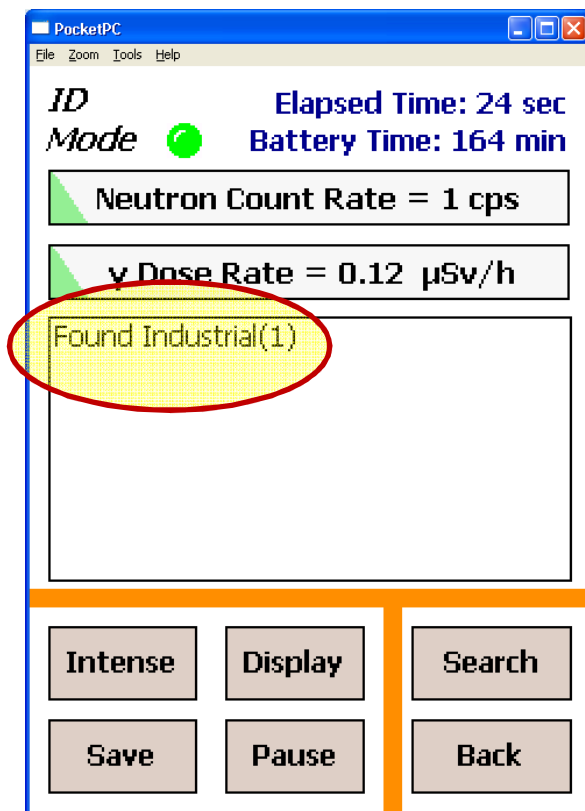 PocketPC
File Zoom Tools Help
ID Elapsed Time: 24 sec
Mode Battery Time: 164 min
Neutron Count Rate = 1 cps
γ Dose Rate = 0.12 µSv/h
Found Industrial(1)
Intense Display Search
Save Pause Back